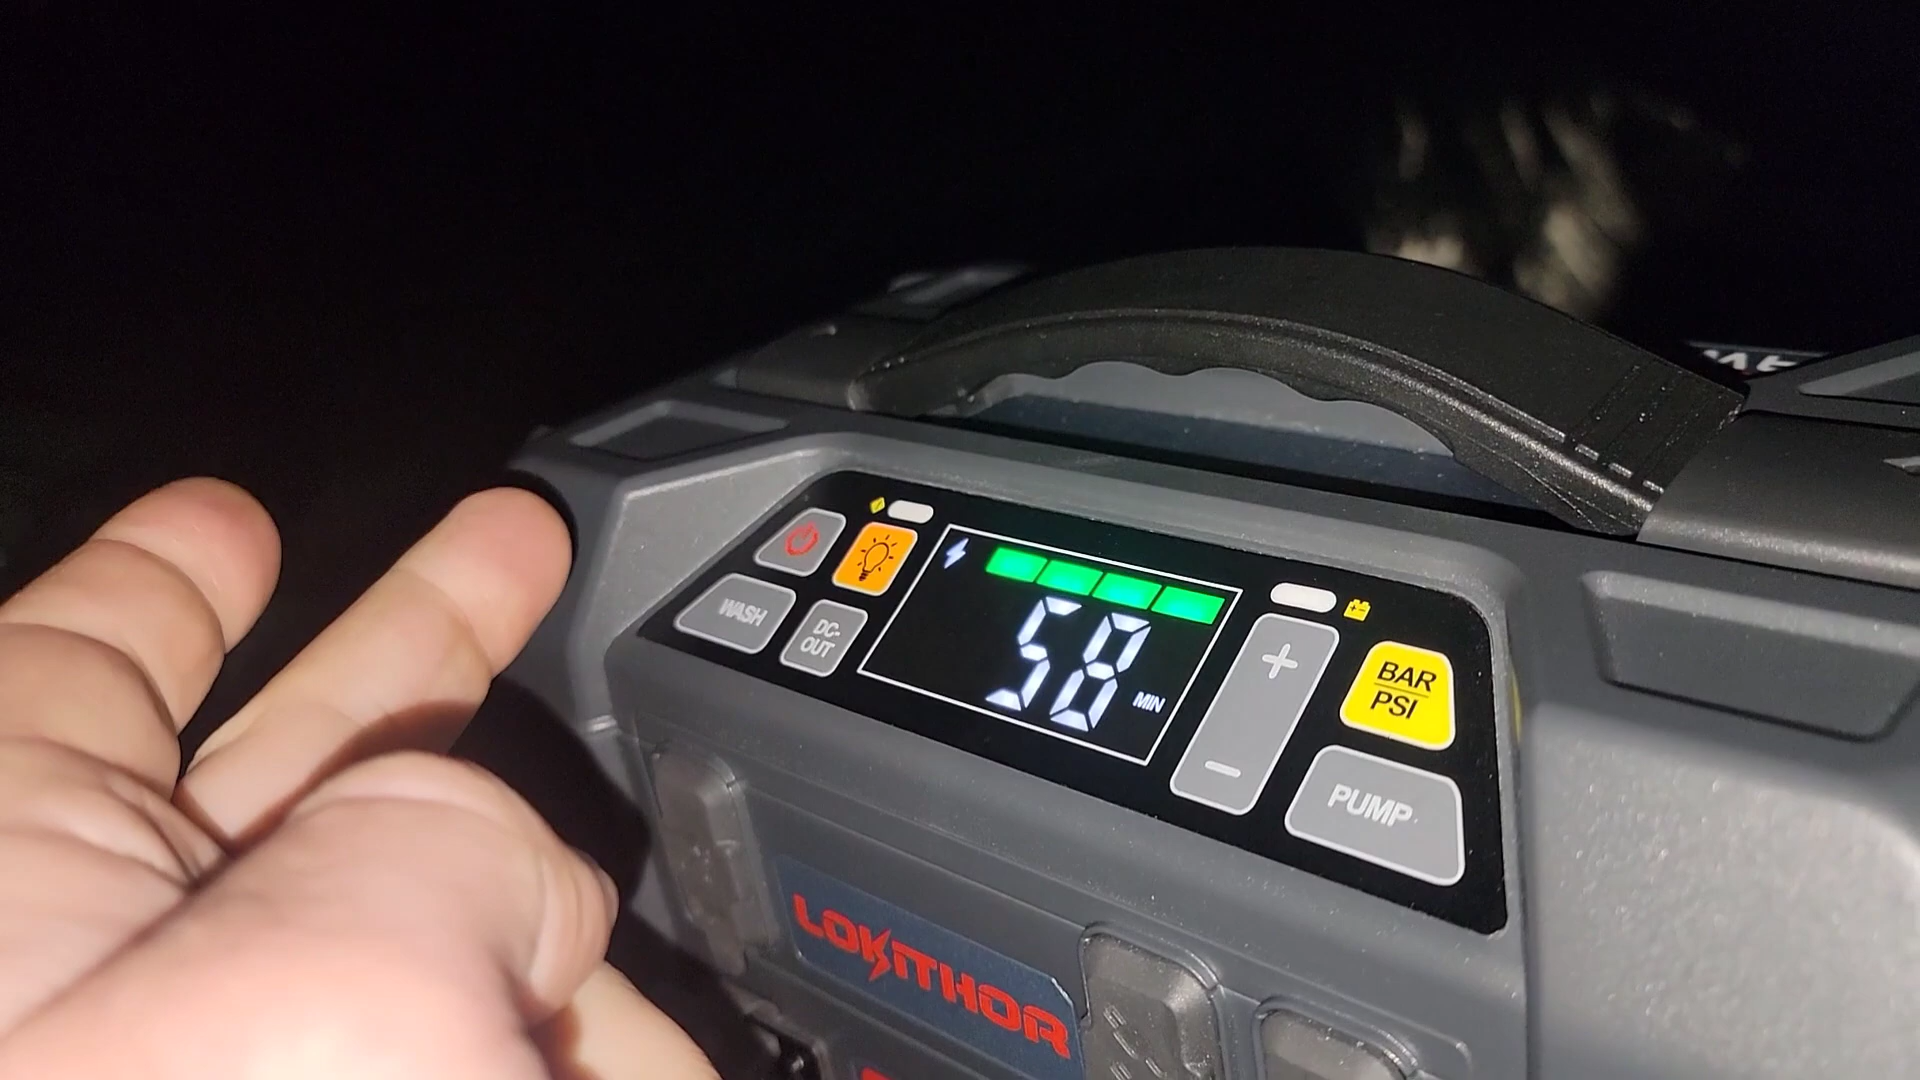 WASH
DC-
OUT
58 MIN
+
-
BAR
PSI
PUMP
LOKITHOR